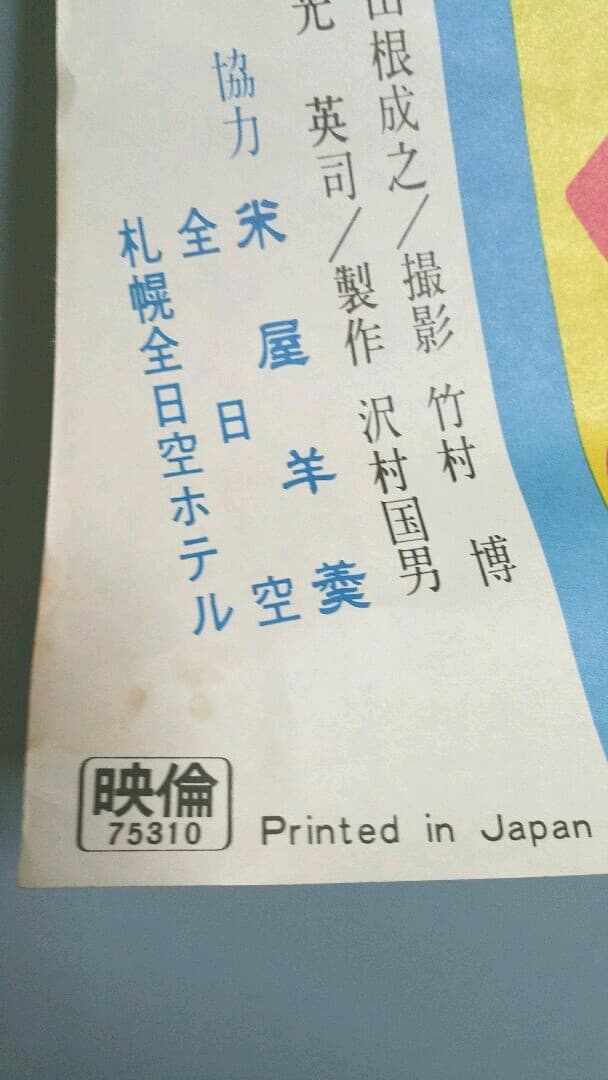 山根成之/撮影 竹村 博
光 英司/製作 沢村国男
協力
米屋羊羹
全日空
札幌全日空ホテル
映倫
75310
Printed in Japan